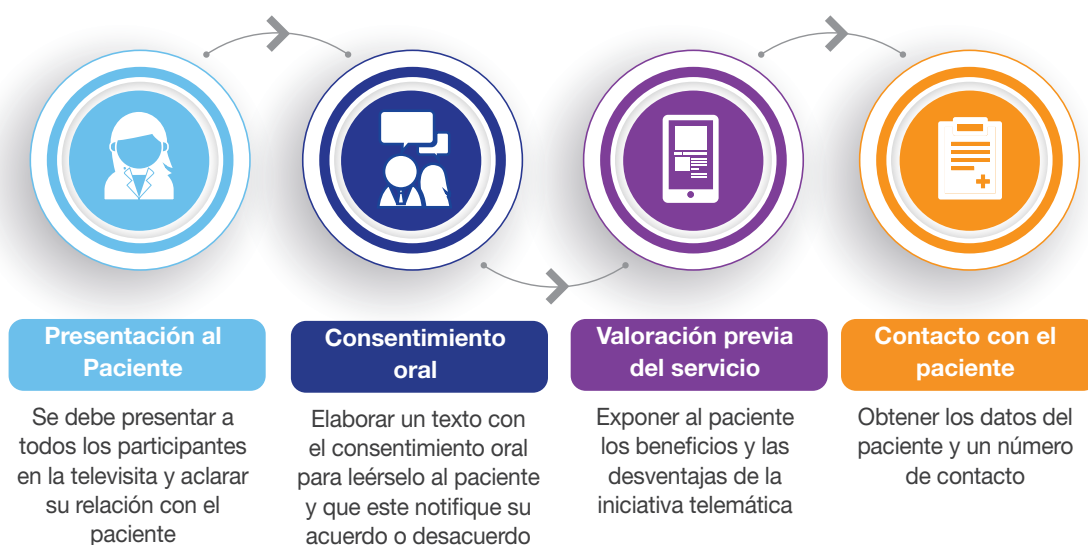 Presentación al
Paciente
Se debe presentar a
todos los participantes
en la televisita y aclarar
su relación con el
paciente
Consentimiento
oral
Elaborar un texto con
el consentimiento oral
para leérselo al paciente
y que este notifique su
acuerdo o desacuerdo
Valoración previa
del servicio
Exponer al paciente
los beneficios y las
desventajas de la
iniciativa telemática
Contacto con el
paciente
Obtener los datos del
paciente y un número
de contacto